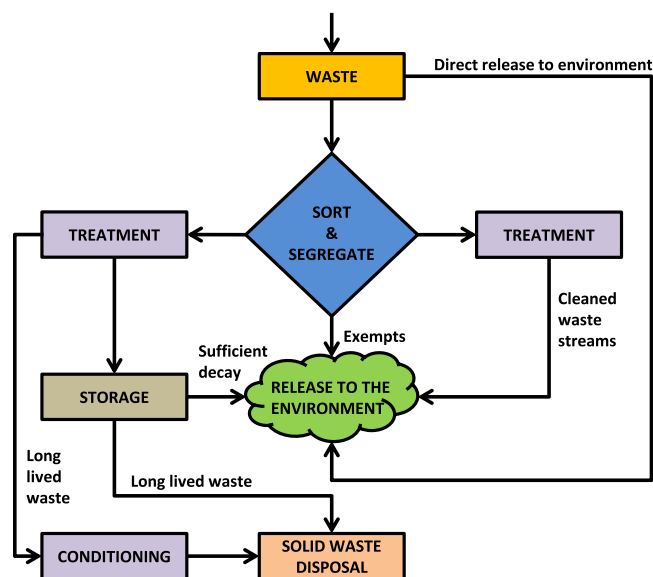 Direct release to environment
WASTE
SORT
&
SEGREGATE
TREATMENT
TREATMENT
Cleaned
waste
streams
Exempts
Sufficient
decay
RELEASE TO THE
ENVIRONMENT
STORAGE
Long
lived
waste
Long lived waste
CONDITIONING
SOLID WASTE
DISPOSAL